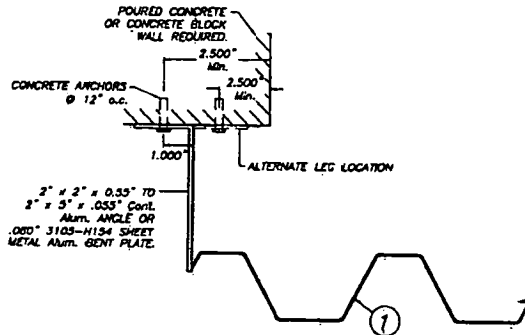 POURED CONCRETE
OR CONCRETE BLOCK
WALL REQUIRED.
2.500"
Min.
2.500"
Min.
CONCRETE ANCHORS
@ 12" o.c.
1.000"
ALTERNATE LEG LOCATION
2" x 2" x 0.55" TO
2" x 5" x .055" Cont.
Alum. ANGLE OR
.060" 3105-H154 SHEET
METAL Alum. BENT PLATE.
1